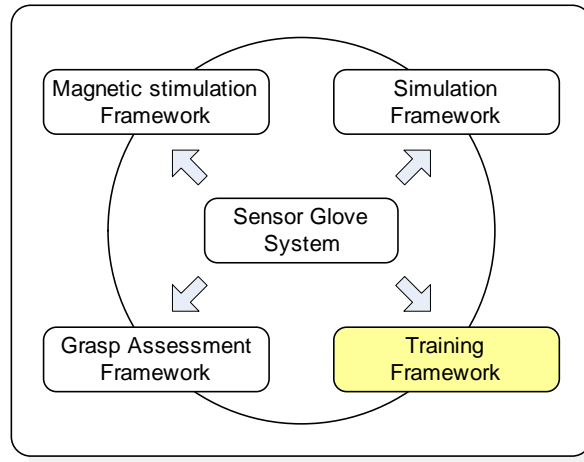 Magnetic stimulation
Framework
Simulation
Framework
Sensor Glove
System
Grasp Assessment
Framework
Training
Framework